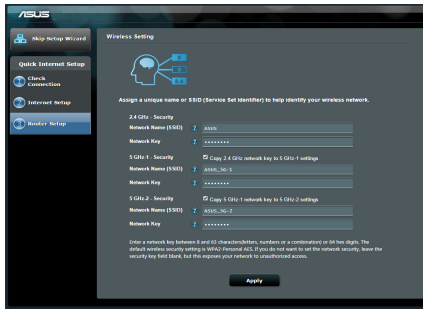 ASUS
Skip Setup Wizard
Wireless Setting
Quick Internet Setup
1 Check Connection
2 Internet Setup
3 Router Setup
Assign a unique name or SSID (Service Set Identifier) to help identify your wireless network.
2.4 GHz - Security
Network Name (SSID) ? ASUS
Network Key ? ••••••••
5 GHz-1 - Security Copy 2.4 GHz network key to 5 GHz-1 settings
Network Name (SSID) ? ASUS_5G-1
Network Key ? ••••••••
5 GHz-2 - Security Copy 5 GHz-1 network key to 5 GHz-2 settings
Network Name (SSID) ? ASUS_5G-2
Network Key ? ••••••••
Enter a network key between 8 and 63 characters(letters, numbers or a combination) or 64 hex digits. The
default wireless security setting is WPA2-Personal AES. If you do not want to set the network security, leave the
security key field blank, but this exposes your network to unauthorized access.
Apply